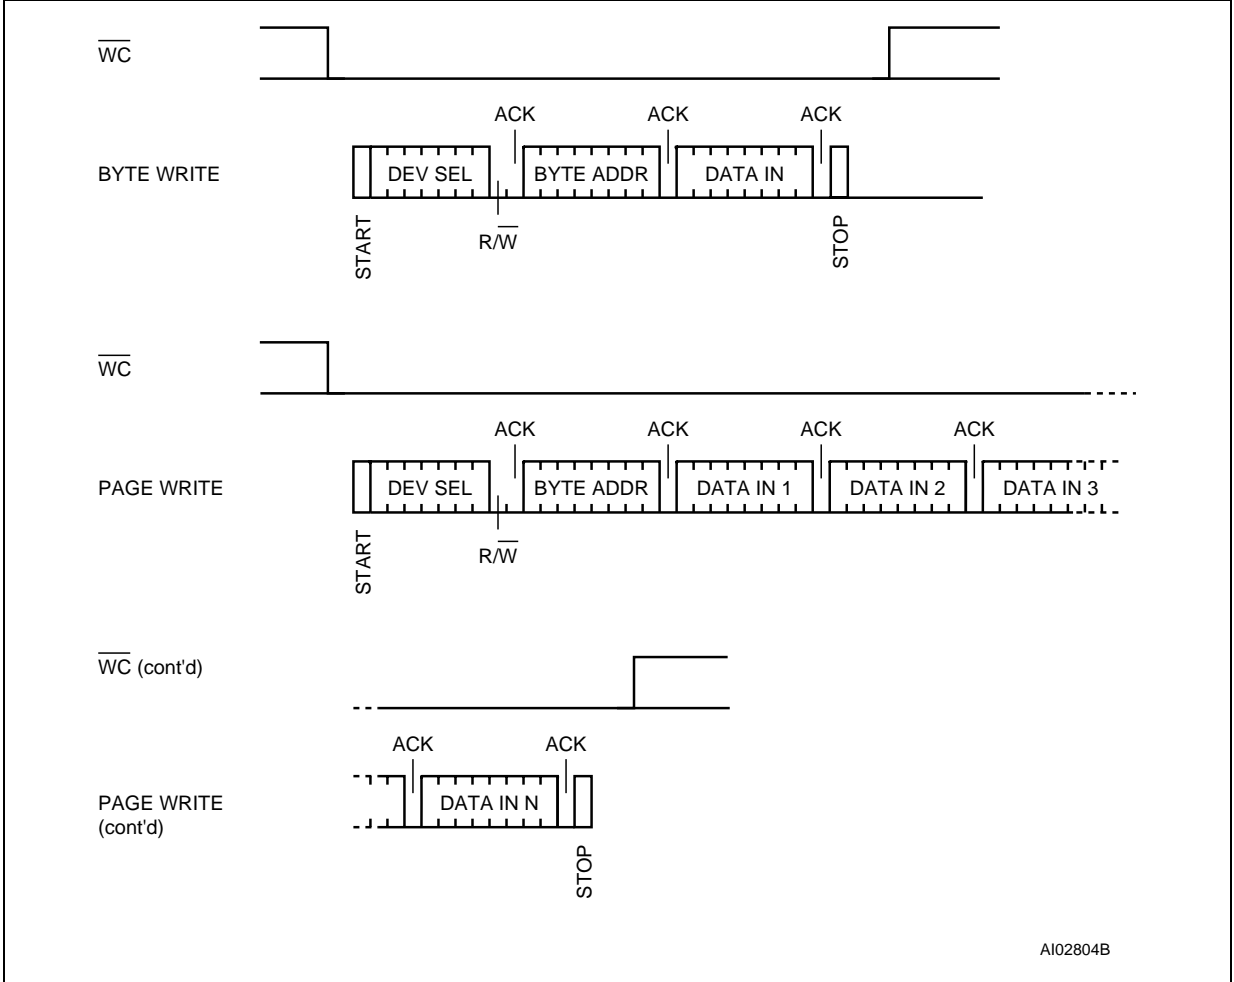 WC
ACK ACK ACK
BYTE WRITE DEV SEL BYTE ADDR DATA IN
R/W
START
STOP
WC
ACK ACK ACK ACK
PAGE WRITE DEV SEL BYTE ADDR DATA IN 1 DATA IN 2 DATA IN 3
R/W
START
WC (cont'd)
ACK ACK
PAGE WRITE DATA IN N
(cont'd)
STOP
AI02804B